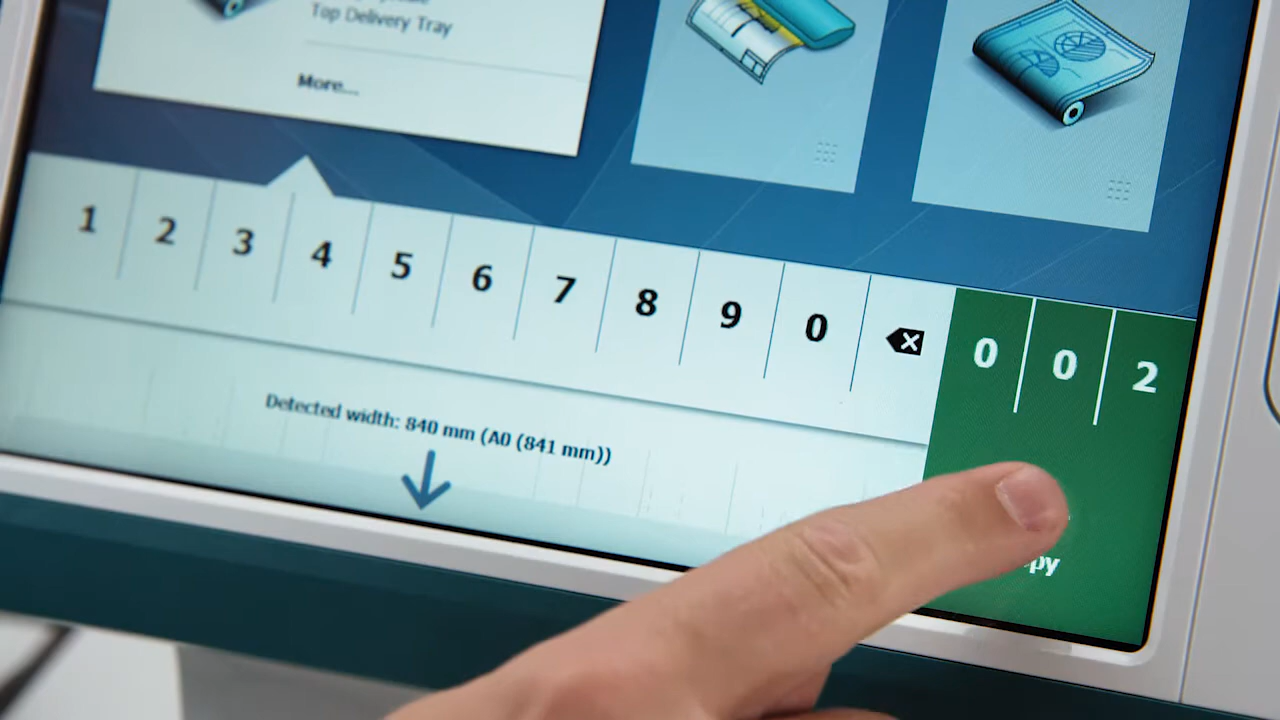 Top Delivery Tray
More...
1 2 3 4 5 6 7 8 9 0
0 0 2
Detected width: 840 mm (A0 (841 mm))